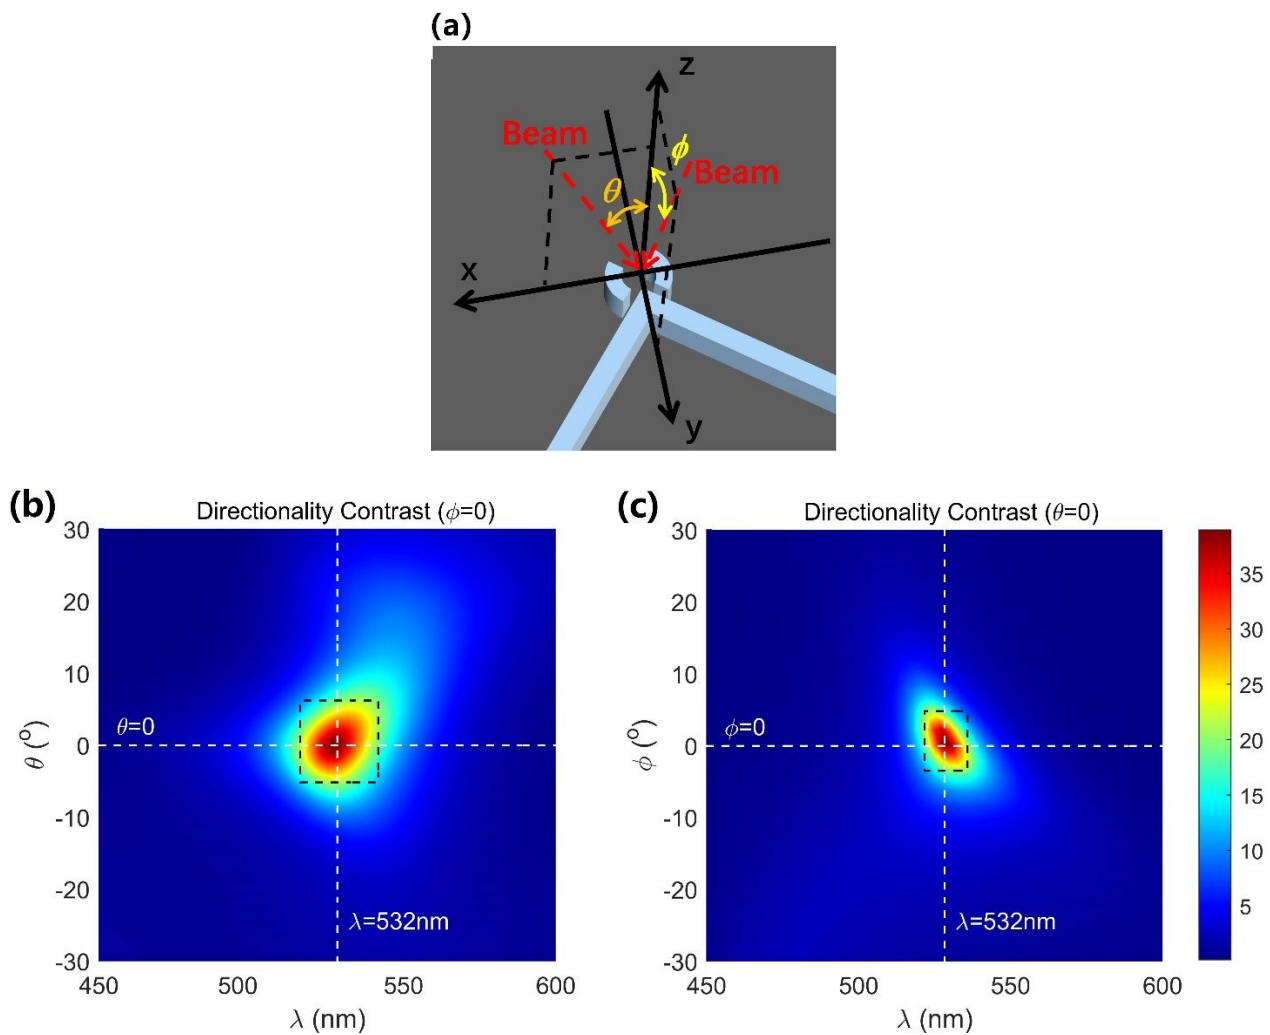 (a)
z
Beam
ϕ
Beam
θ
x
y
(b)
Directionality Contrast (ϕ=0)
30
20
10
0
-10
-20
-30
θ (°)
θ=0
λ=532nm
450
500
550
600
λ (nm)
(c)
Directionality Contrast (θ=0)
30
20
10
0
-10
-20
-30
ϕ (°)
ϕ=0
λ=532nm
450
500
550
600
λ (nm)
35
30
25
20
15
10
5